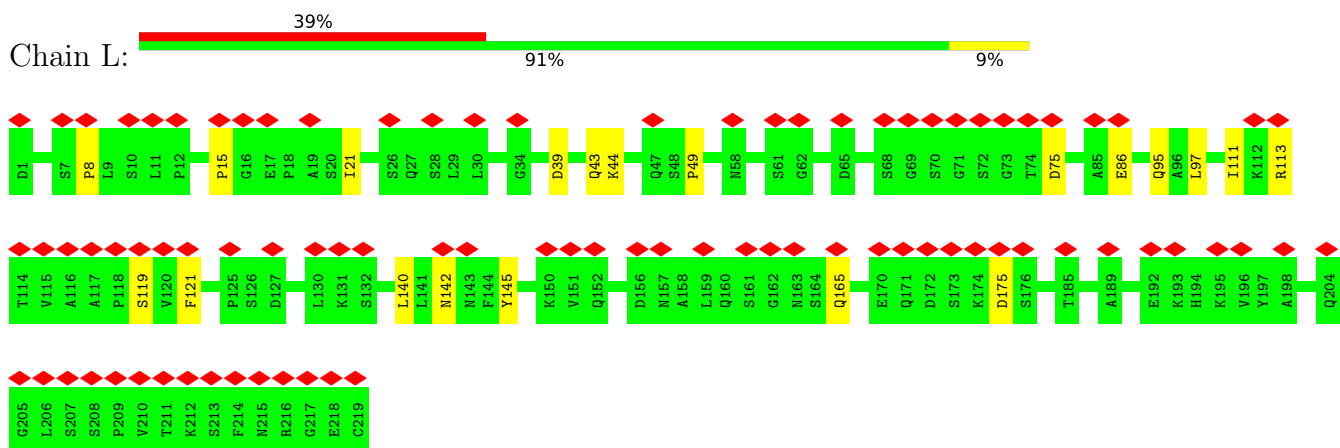 39%
Chain L:
91% 9%
D1 S7 P8 L9 S10 L11 P12 P15 G16 E17 P18 A19 S20 I21 S26 Q27 S28 L29 L30 G34 D39 Q43 K44 Q47 S48 P49 N58 S61 G62 D65 S68 G69 S70 G71 S72 G73 T74 D75 A85 E86 Q95 A96 L97 I111 K112 R113
T114 V115 A116 A117 P118 S119 V120 F121 P125 S126 D127 L130 K131 S132 L140 L141 N142 N143 F144 Y145 K150 V151 Q152 D156 N157 A158 L159 Q160 S161 G162 N163 S164 Q165 E170 Q171 D172 S173 K174 D175 S176 T185 A189 E192 K193 H194 K195 V196 Y197 A198 Q204
G205 L206 S207 S208 P209 V210 T211 K212 S213 F214 N215 R216 G217 E218 C219